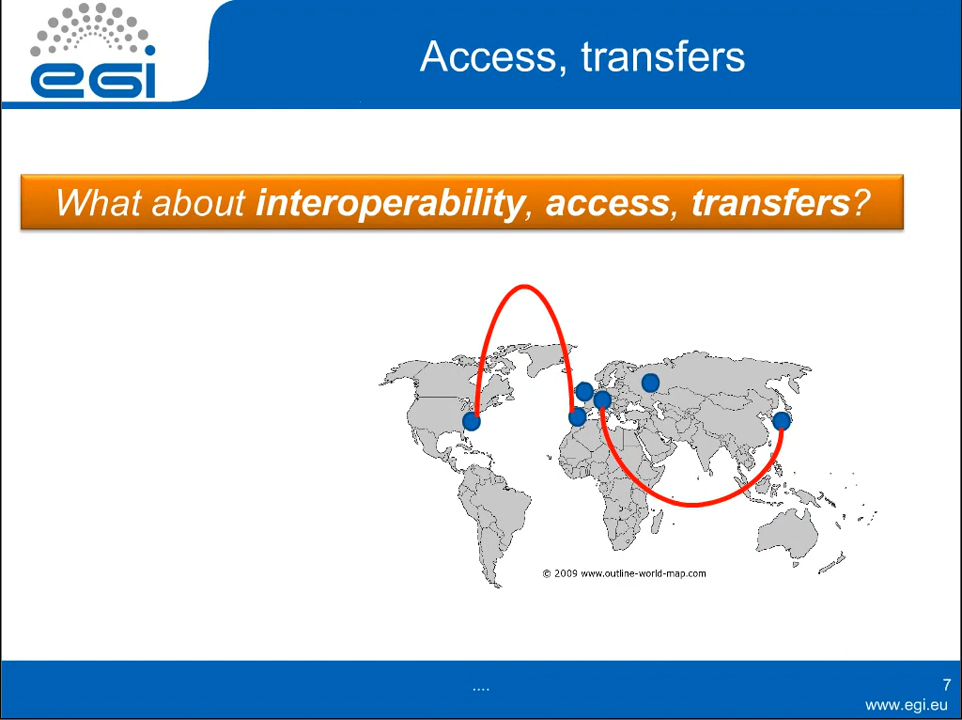 egi
Access, transfers
What about interoperability, access, transfers?
© 2009 www.outline-world-map.com
....
7
www.egi.eu